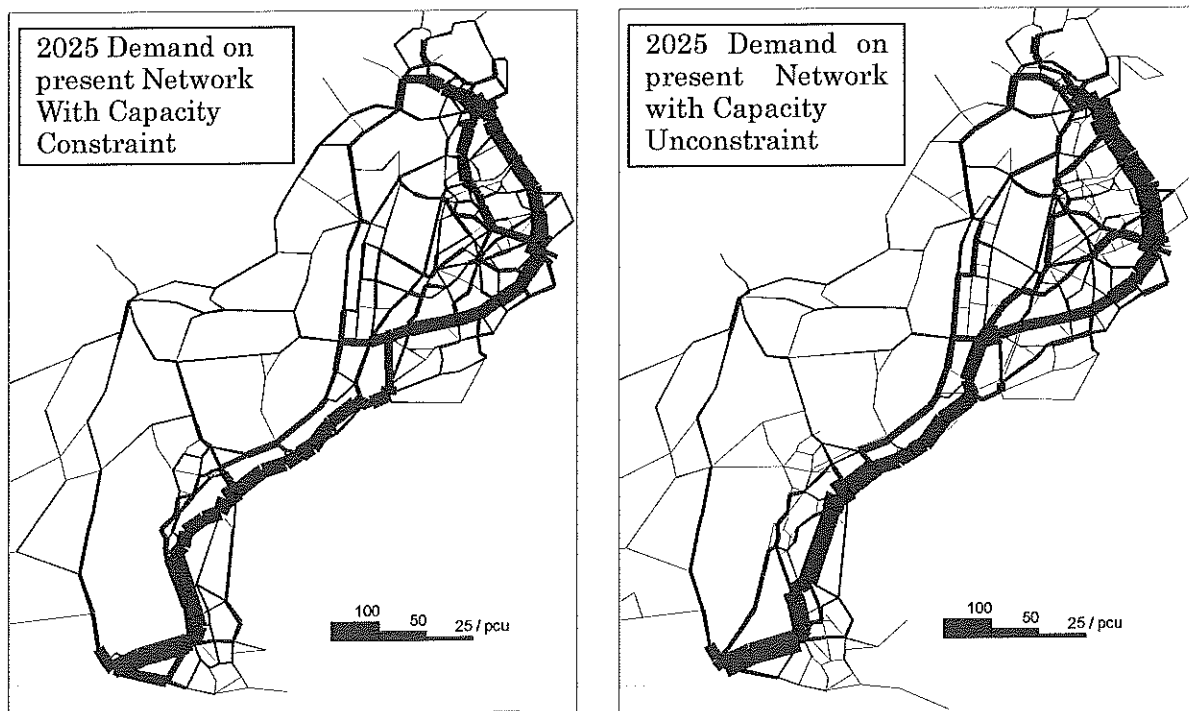 2025 Demand on
present Network
With Capacity
Constraint
100
50
25 / pcu
2025 Demand on
present Network
with Capacity
Unconstraint
100
50
25 / pcu